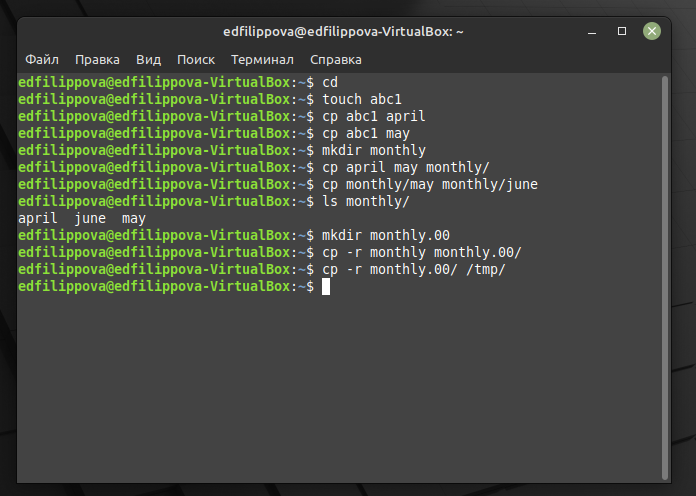 edfilippova@edfilippova-VirtualBox: ~
Файл Правка Вид Поиск Терминал Справка
edfilippova@edfilippova-VirtualBox:~$ cd
edfilippova@edfilippova-VirtualBox:~$ touch abc1
edfilippova@edfilippova-VirtualBox:~$ cp abc1 april
edfilippova@edfilippova-VirtualBox:~$ cp abc1 may
edfilippova@edfilippova-VirtualBox:~$ mkdir monthly
edfilippova@edfilippova-VirtualBox:~$ cp april may monthly/
edfilippova@edfilippova-VirtualBox:~$ cp monthly/may monthly/june
edfilippova@edfilippova-VirtualBox:~$ ls monthly/
april  june  may
edfilippova@edfilippova-VirtualBox:~$ mkdir monthly.00
edfilippova@edfilippova-VirtualBox:~$ cp -r monthly monthly.00/
edfilippova@edfilippova-VirtualBox:~$ cp -r monthly.00/ /tmp/
edfilippova@edfilippova-VirtualBox:~$